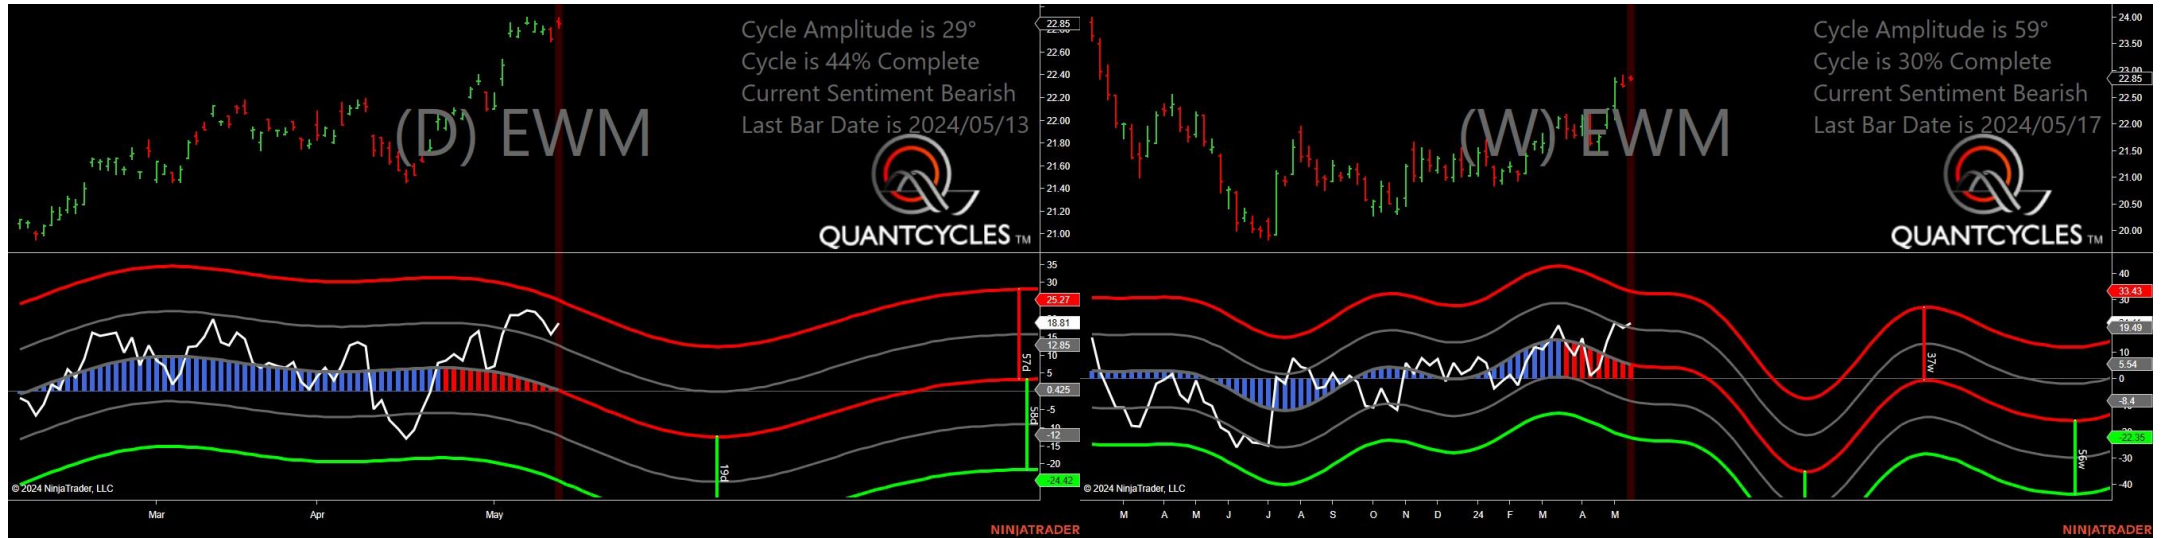 Cycle Amplitude is 29°
Cycle is 44% Complete
Current Sentiment Bearish
Last Bar Date is 2024/05/13
(D) EWM
QUANTCYCLES TM
22.85
22.60
22.40
22.20
22.00
21.80
21.60
21.40
21.20
21.00
35
30
25.27
18.81
12.85
10
5
0.425
-5
-12
-15
-20
-24.42
57d
58d
19d
© 2024 NinjaTrader, LLC
Mar Apr May
NINJATRADER
Cycle Amplitude is 59°
Cycle is 30% Complete
Current Sentiment Bearish
Last Bar Date is 2024/05/17
(W) EWM
QUANTCYCLES TM
24.00
23.50
23.00
22.85
22.50
22.00
21.50
21.00
20.50
20.00
40
33.43
30
19.49
10
5.54
0
-8.4
-22.35
-30
-40
37w
56w
© 2024 NinjaTrader, LLC
M A M J J A S O N D 24 F M A M
NINJATRADER